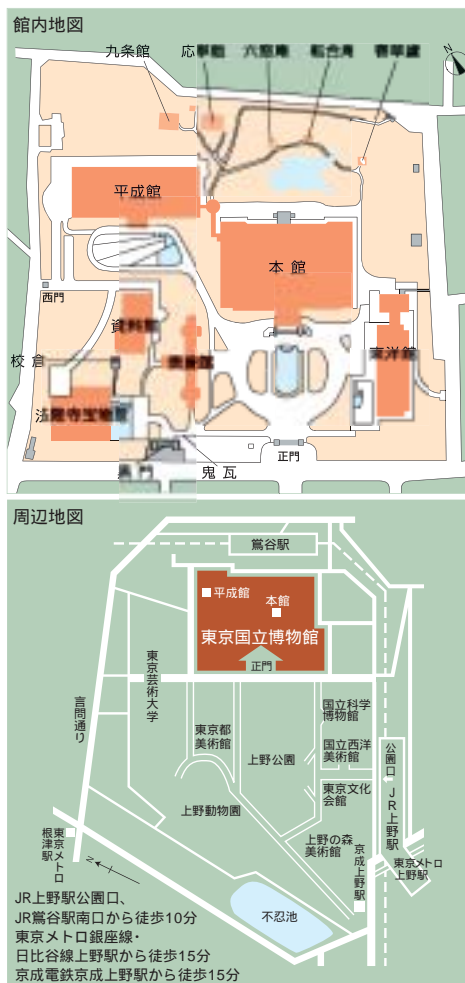 館内地図
九条館
応挙館 六窓庵 転合庵 春草廬
N
平成館
本館
西門
資料館
表慶館
東洋館
校倉
法隆寺宝物館
正門
黒門
鬼瓦
周辺地図
鴬谷駅
平成館
本館
東京国立博物館
正門
東京芸術大学
言問通り
国立科学
博物館
東京都
美術館
上野公園
国立西洋
美術館
公園口
JR上野駅
東京文化
会館
上野動物園
上野の森
美術館
京成上野駅
東京メトロ
上野駅
東京メトロ
根津駅
N
不忍池
JR上野駅公園口、
JR鴬谷駅南口から徒歩10分
東京メトロ銀座線・
日比谷線上野駅から徒歩15分
京成電鉄京成上野駅から徒歩15分